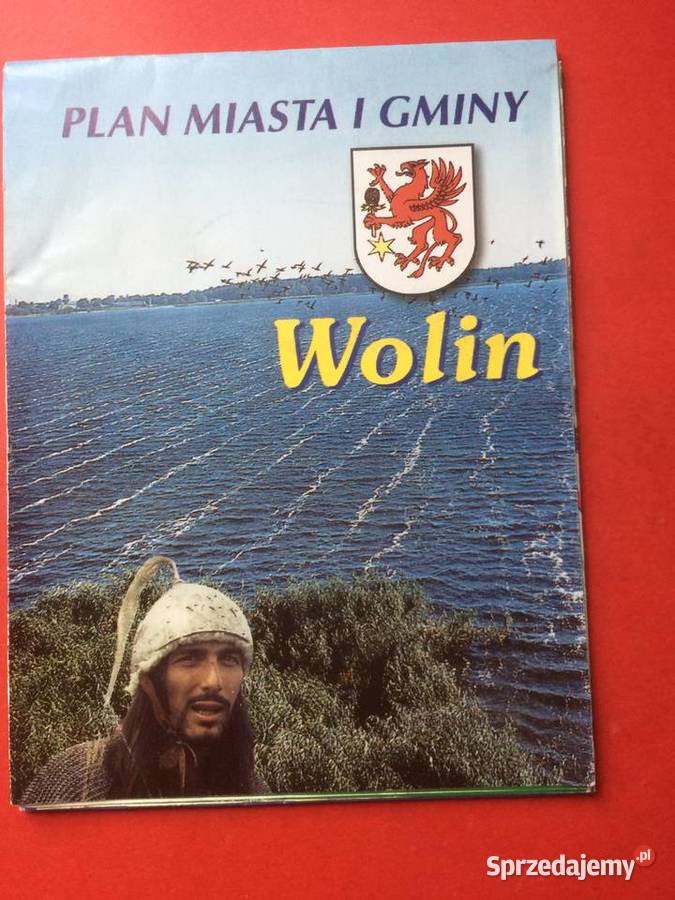 PLAN MIASTA I GMINY
Wolin
Sprzedajemy.pl